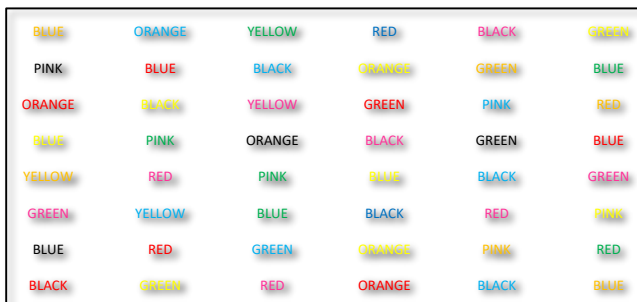 BLUE ORANGE YELLOW RED BLACK GREEN
PINK BLUE BLACK ORANGE GREEN BLUE
ORANGE BLACK YELLOW GREEN PINK RED
BLUE PINK ORANGE BLACK GREEN BLUE
YELLOW RED PINK BLUE BLACK GREEN
GREEN YELLOW BLUE BLACK RED PINK
BLUE RED GREEN ORANGE PINK RED
BLACK GREEN RED ORANGE BLACK BLUE